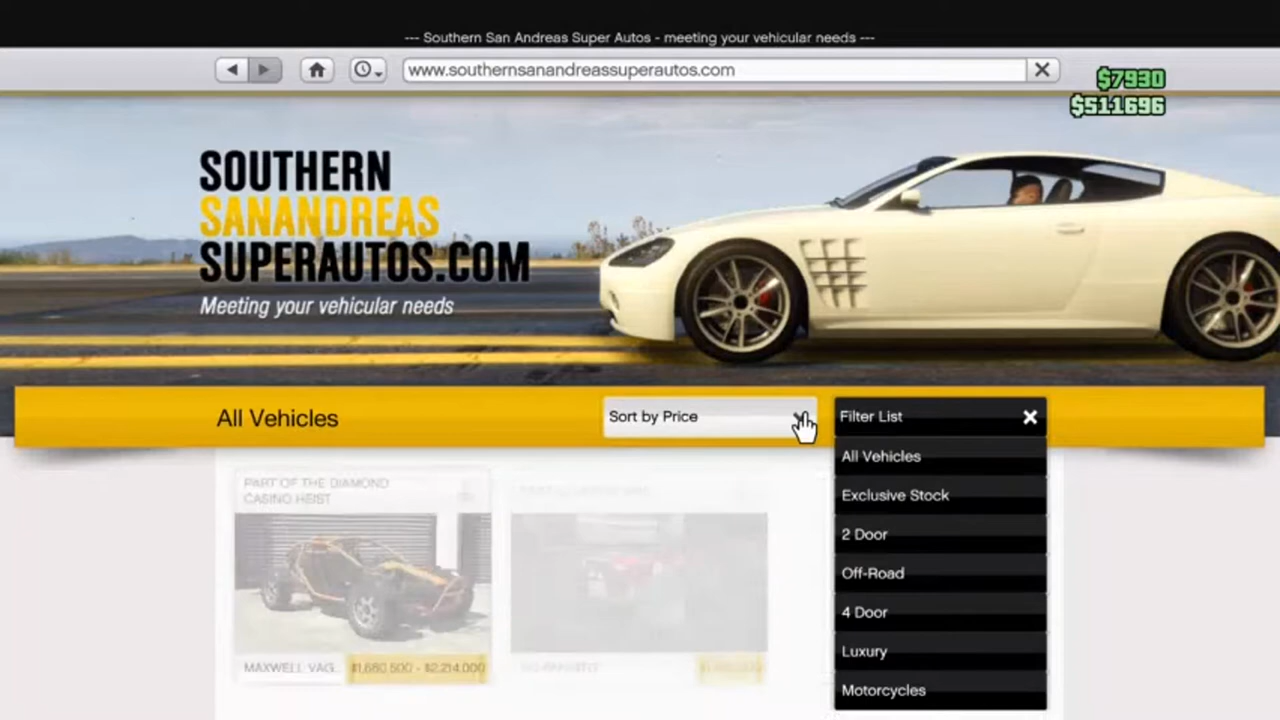 --- Southern San Andreas Super Autos - meeting your vehicular needs ---
www.southernsanandreassuperautos.com
$7930
$511696
SOUTHERN
SANANDREAS
SUPERAUTOS.COM
Meeting your vehicular needs
All Vehicles
Sort by Price
Filter List
All Vehicles
Exclusive Stock
2 Door
Off-Road
4 Door
Luxury
Motorcycles
PART OF THE DIAMOND
CASINO HEIST
MAXWELL VAG... $1,660,500 - $2,214,000